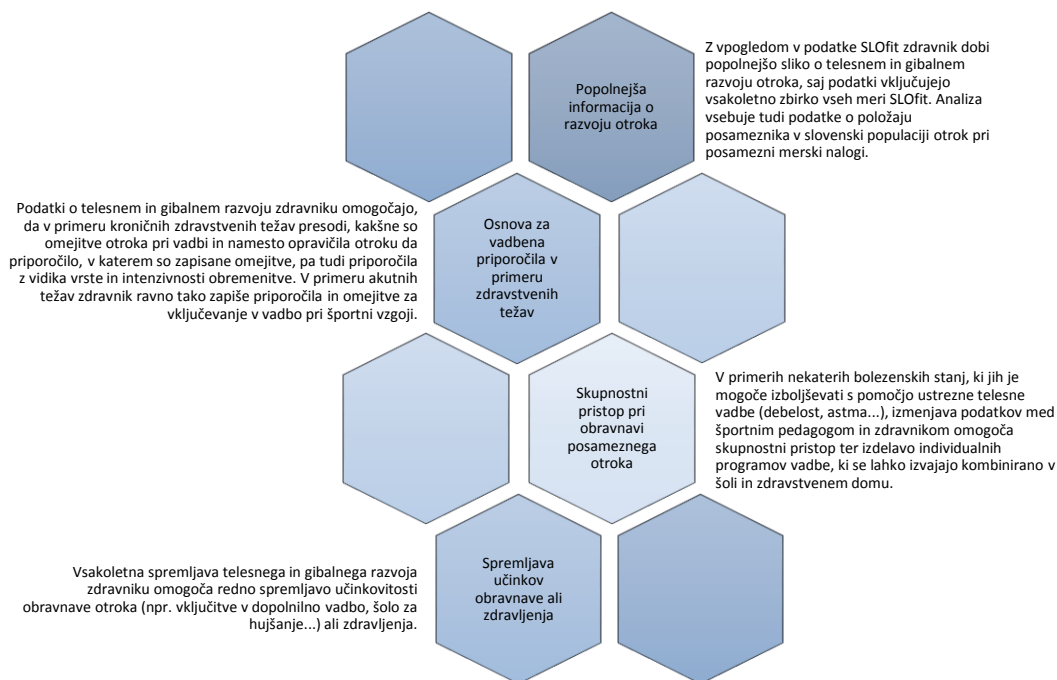 Popolnejša
informacija o
razvoju otroka
Z vpogledom v podatke SLOfit zdravnik dobi
popolnejšo sliko o telesnem in gibalnem
razvoju otroka, saj podatki vključujejo
vsakoletno zbirko vseh meri SLOfit. Analiza
vsebuje tudi podatke o položaju
posameznika v slovenski populaciji otrok pri
posamezni merski nalogi.
Podatki o telesnem in gibalnem razvoju zdravniku omogočajo,
da v primeru kroničnih zdravstvenih težav presodi, kakšne so
omejitve otroka pri vadbi in namesto opravičila otroku da
priporočilo, v katerem so zapisane omejitve, pa tudi priporočila
z vidika vrste in intenzivnosti obremenitve. V primeru akutnih
težav zdravnik ravno tako zapiše priporočila in omejitve za
vključevanje v vadbo pri športni vzgoji.
Osnova za
vadbena
priporočila v
primeru
zdravstvenih
težav
Skupnostni
pristop pri
obravnavi
posameznega
otroka
V primerih nekaterih bolezenskih stanj, ki jih je
mogoče izboljševati s pomočjo ustrezne telesne
vadbe (debelost, astma...), izmenjava podatkov med
športnim pedagogom in zdravnikom omogoča
skupnostni pristop ter izdelavo individualnih
programov vadbe, ki se lahko izvajajo kombinirano v
šoli in zdravstvenem domu.
Vsakoletna spremljava telesnega in gibalnega razvoja
zdravniku omogoča redno spremljavo učinkovitosti
obravnave otroka (npr. vključitve v dopolnilno vadbo, šolo za
hujšanje...) ali zdravljenja.
Spremljava
učinkov
obravnave ali
zdravljenja